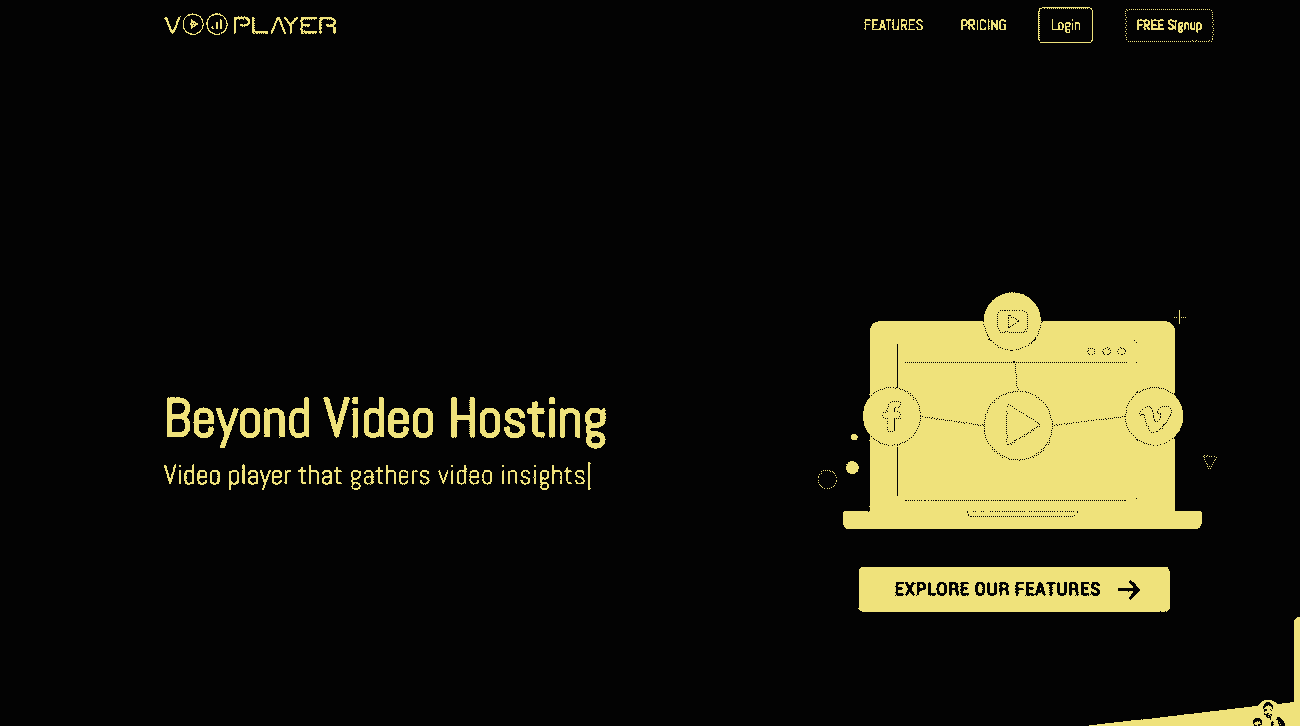 VOOPLAYER
FEATURES
PRICING
Login
FREE Signup
Beyond Video Hosting
Video player that gathers video insights
EXPLORE OUR FEATURES